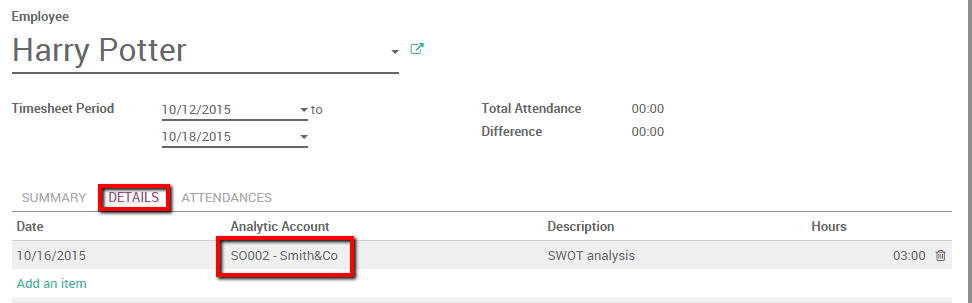 Employee
Harry Potter
Timesheet Period 10/12/2015 to Total Attendance 00:00
10/18/2015 Difference 00:00
SUMMARY DETAILS ATTENDANCES
Date Analytic Account Description Hours
10/16/2015 SO002 - Smith&Co SWOT analysis 03:00
Add an item